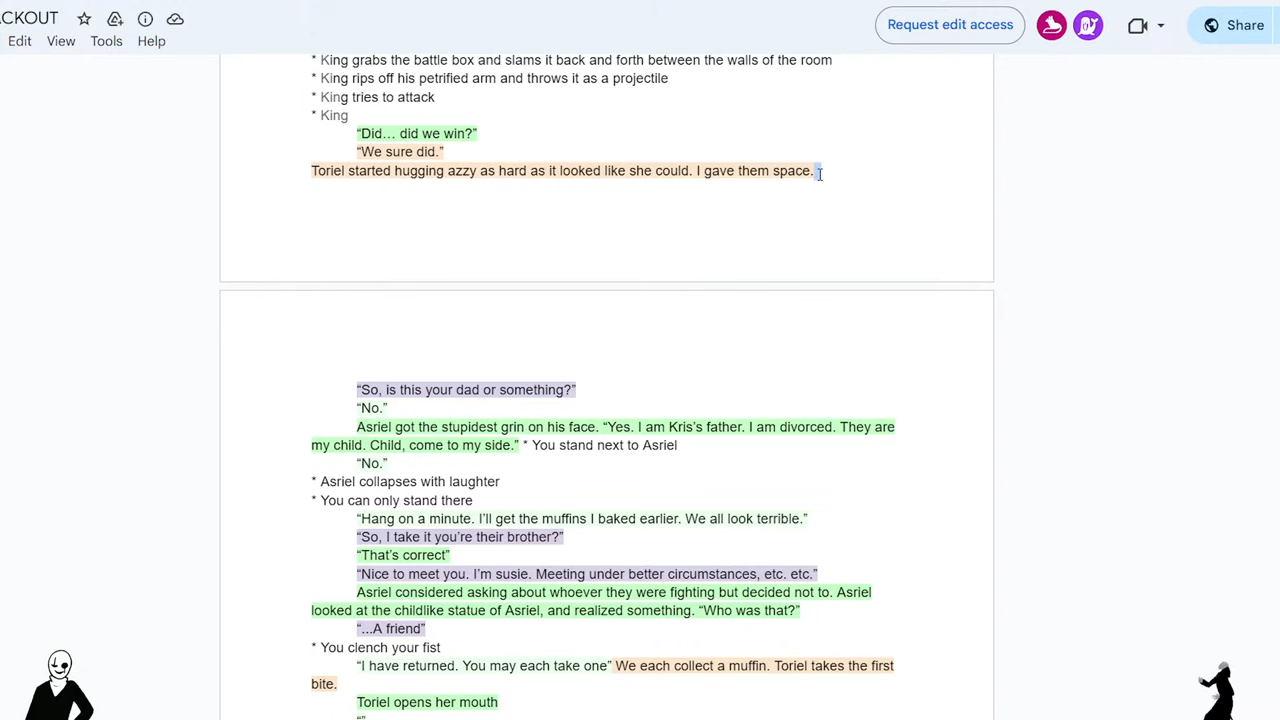 CKOUT
Edit View Tools Help
Request edit access
Share
* King grabs the battle box and slams it back and forth between the walls of the room
* King rips off his petrified arm and throws it as a projectile
* King tries to attack
* King
“Did… did we win?”
“We sure did.”
Toriel started hugging azzy as hard as it looked like she could. I gave them space.
“So, is this your dad or something?”
“No.”
Asriel got the stupidest grin on his face. “Yes. I am Kris’s father. I am divorced. They are
my child. Child, come to my side.” * You stand next to Asriel
“No.”
* Asriel collapses with laughter
* You can only stand there
“Hang on a minute. I’ll get the muffins I baked earlier. We all look terrible.”
“So, I take it you’re their brother?”
“That’s correct”
“Nice to meet you. I’m susie. Meeting under better circumstances, etc. etc.”
Asriel considered asking about whoever they were fighting but decided not to. Asriel
looked at the childlike statue of Asriel, and realized something. “Who was that?”
“...A friend”
* You clench your fist
“I have returned. You may each take one” We each collect a muffin. Toriel takes the first
bite.
Toriel opens her mouth
“”